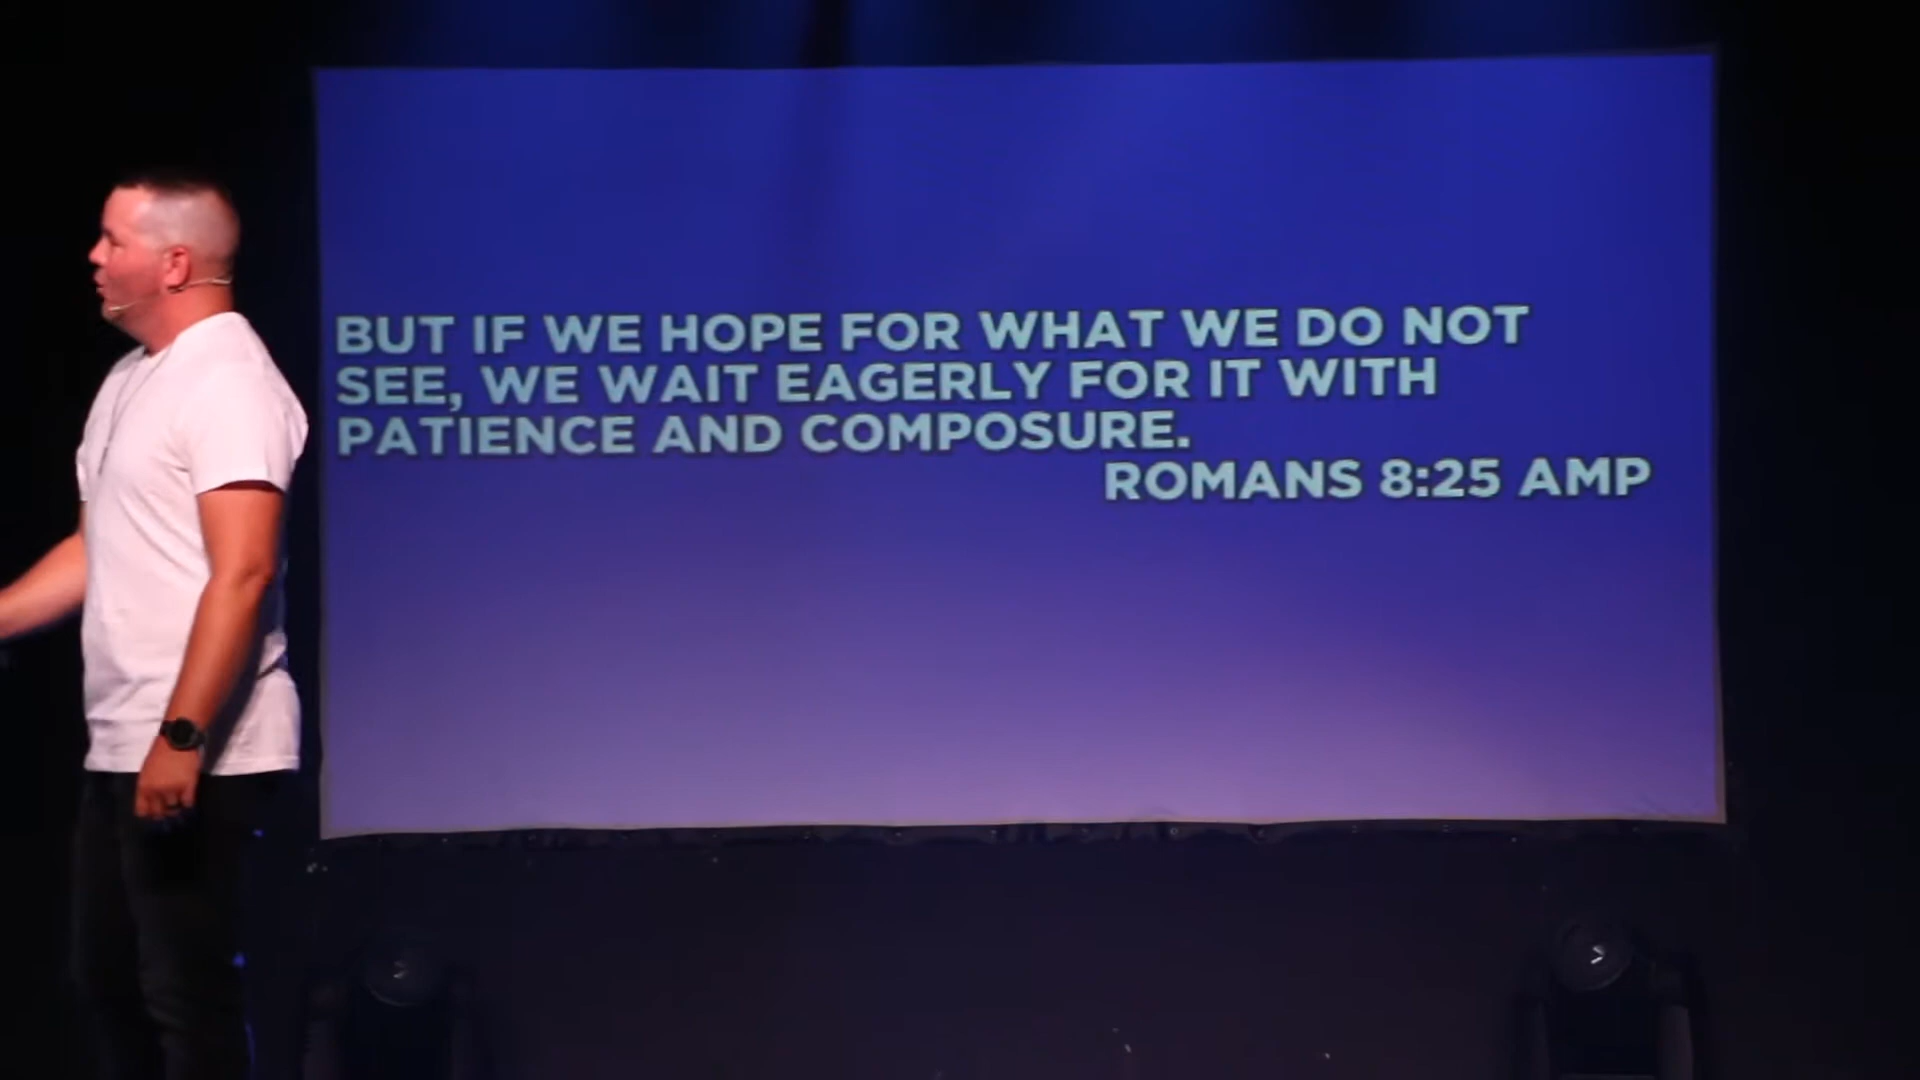 BUT IF WE HOPE FOR WHAT WE DO NOT
SEE, WE WAIT EAGERLY FOR IT WITH
PATIENCE AND COMPOSURE.
ROMANS 8:25 AMP